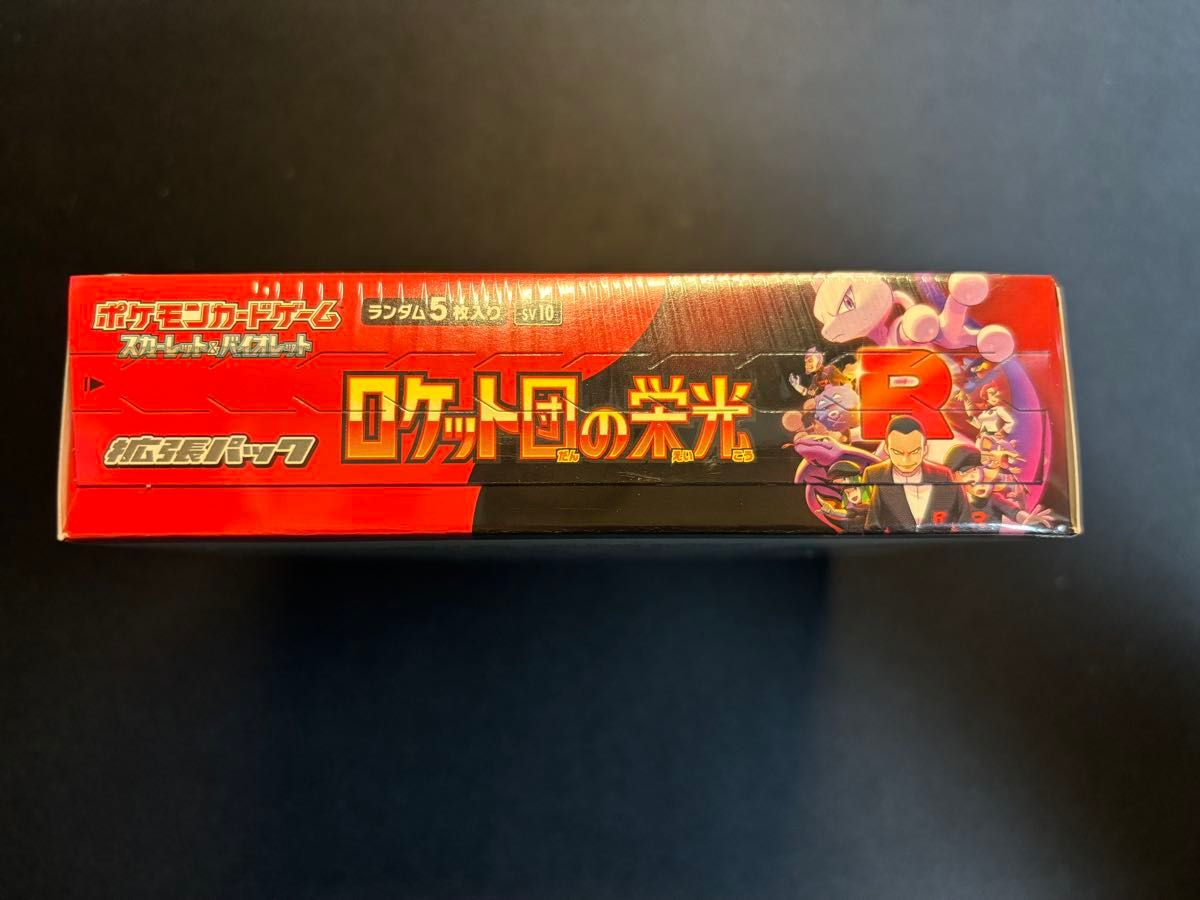 ポケモンカードゲーム
スカーレット&バイオレット
ランダム5枚入り
SV10
拡張パック
ロケット団の栄光
だん えいこう
R
R